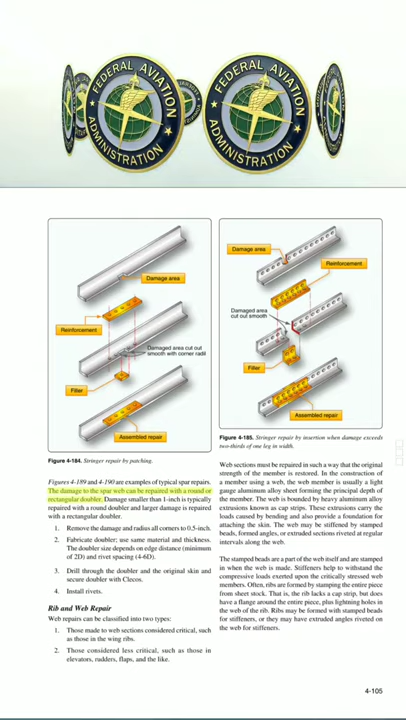 FEDERAL AVIATION
ADMINISTRATION
FEDERAL AVIATION
ADMINISTRATION
Damage area
Reinforcement
Damaged area cut out
smooth with corner radii
Filler
Assembled repair
Figure 4-184. Stringer repair by patching.
Figures 4-189 and 4-190 are examples of typical spar repairs.
The damage to the spar web can be repaired with a round or
rectangular doubler. Damage smaller than 1-inch is typically
repaired with a round doubler and larger damage is repaired
with a rectangular doubler.
1. Remove the damage and radius all corners to 0.5-inch.
2. Fabricate doubler; use same material and thickness.
The doubler size depends on edge distance (minimum
of 2D) and rivet spacing (4-6D).
3. Drill through the doubler and the original skin and
secure doubler with Clecos.
4. Install rivets.
Rib and Web Repair
Web repairs can be classified into two types:
1. Those made to web sections considered critical, such
as those in the wing ribs.
2. Those considered less critical, such as those in
elevators, rudders, flaps, and the like.
Damage area
Reinforcement
Damaged area
cut out smooth
Filler
Assembled repair
Figure 4-185. Stringer repair by insertion when damage exceeds
two-thirds of one leg in width.
Web sections must be repaired in such a way that the original
strength of the member is restored. In the construction of
a member using a web, the web member is usually a light
gauge aluminum alloy sheet forming the principal depth of
the member. The web is bounded by heavy aluminum alloy
extrusions known as cap strips. These extrusions carry the
loads caused by bending and also provide a foundation for
attaching the skin. The web may be stiffened by stamped
beads, formed angles, or extruded sections riveted at regular
intervals along the web.
The stamped beads are a part of the web itself and are stamped
in when the web is made. Stiffeners help to withstand the
compressive loads exerted upon the critically stressed web
members. Often, ribs are formed by stamping the entire piece
from sheet stock. That is, the rib lacks a cap strip, but does
have a flange around the entire piece, plus lightening holes in
the web of the rib. Ribs may be formed with stamped beads
for stiffeners, or they may have extruded angles riveted on
the web for stiffeners.
4-105